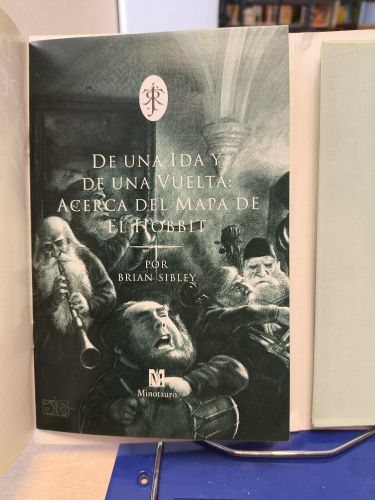 DE UNA IDA Y
DE UNA VUELTA:
ACERCA DEL MAPA DE
EL HOBBIT
POR
BRIAN SIBLEY
Minotauro